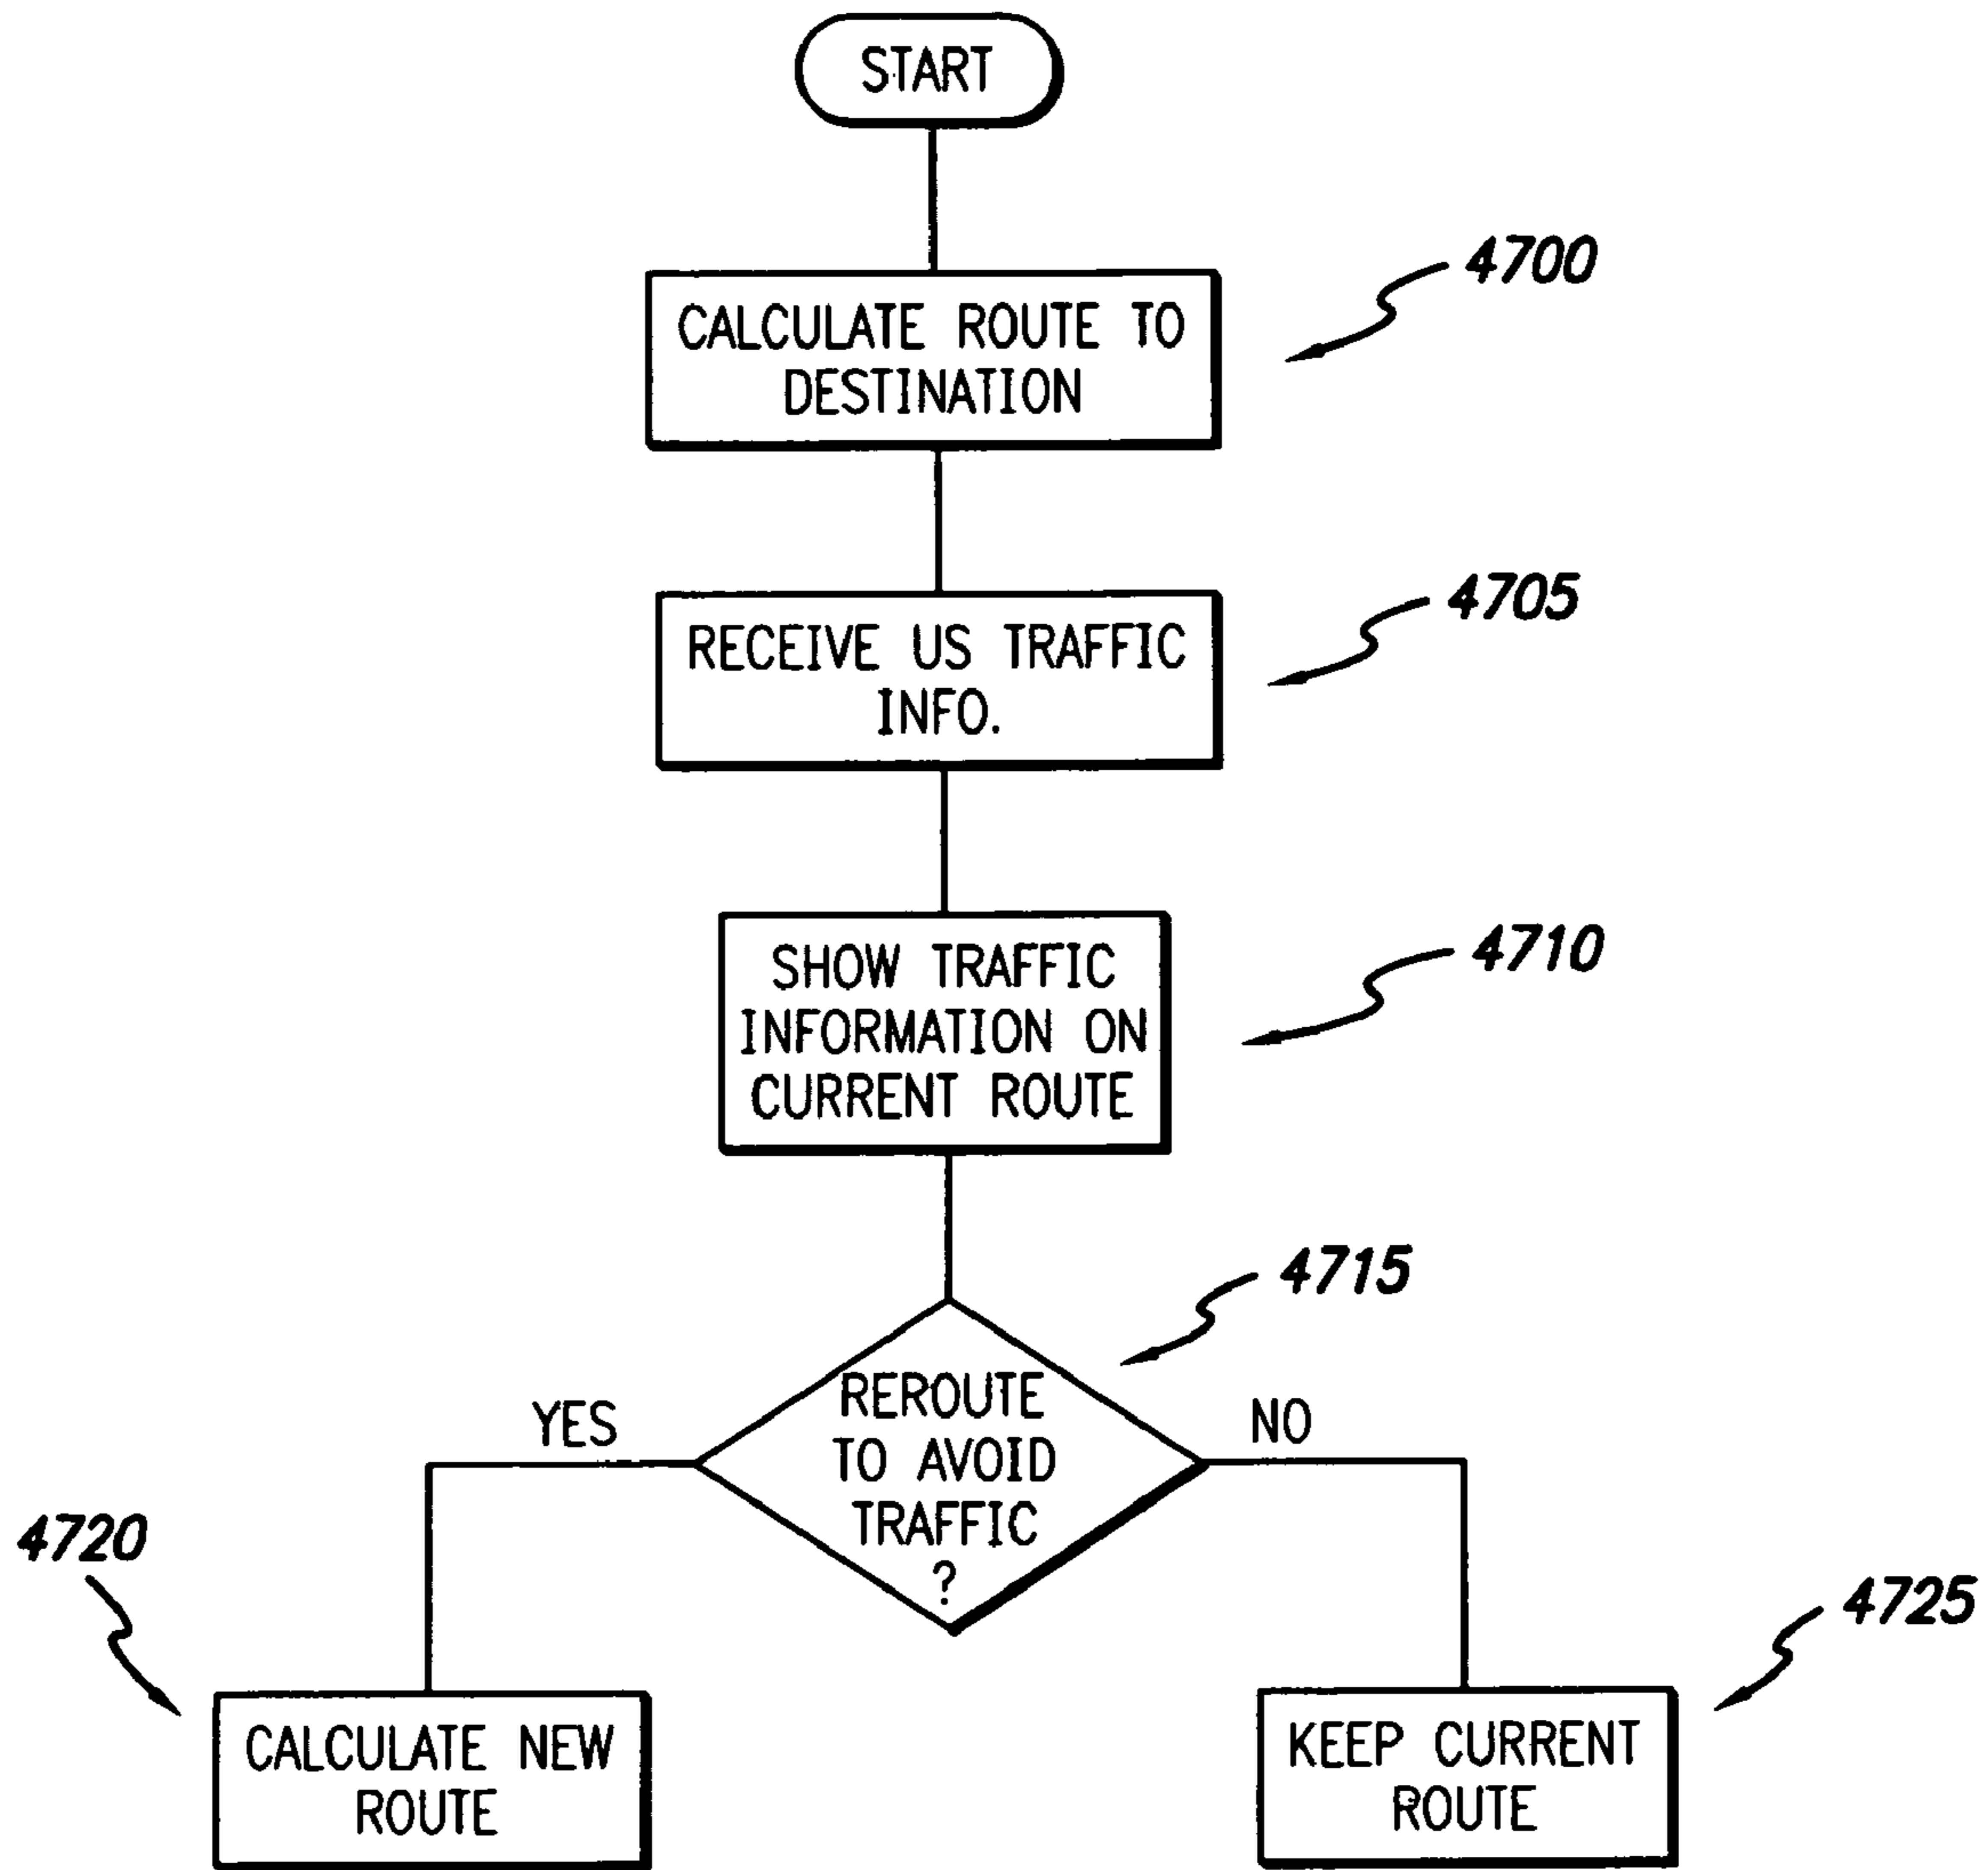 START
4700
CALCULATE ROUTE TO
DESTINATION
4705
RECEIVE US TRAFFIC
INFO.
4710
SHOW TRAFFIC
INFORMATION ON
CURRENT ROUTE
4715
REROUTE
TO AVOID
TRAFFIC
?
YES
NO
4720
4725
CALCULATE NEW
ROUTE
KEEP CURRENT
ROUTE